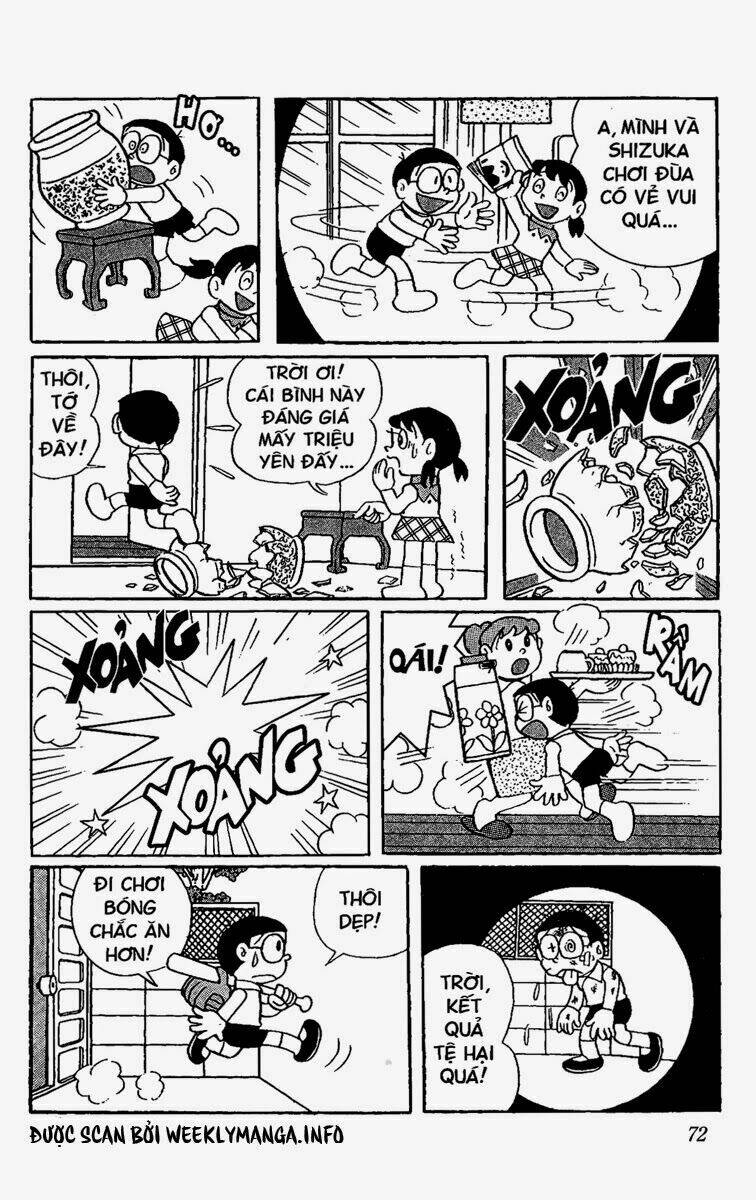 HƠ...
A, MÌNH VÀ
SHIZUKA
CHƠI ĐÙA
CÓ VẺ VUI
QUÁ...
THÔI,
TỚ
VỀ
ĐÂY!
TRỜI ƠI!
CÁI BÌNH NÀY
ĐÁNG GIÁ
MẤY TRIỆU
YÊN ĐẤY...
XOẢNG
XOẢNG
XOẢNG
QÁI!
RẦM
ĐI CHƠI
BÓNG
CHẮC ĂN
HƠN!
THÔI
DẸP!
TRỜI,
KẾT
QUẢ
TỆ HẠI
QUÁ!
ĐƯỢC SCAN BỞI WEEKLYMANGA.INFO
72